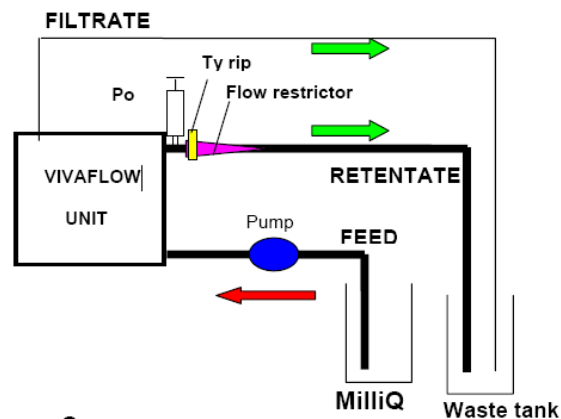 FILTRATE
Ty rip
Po
Flow restrictor
VIVAFLOW
UNIT
RETENTATE
Pump
FEED
MilliQ
Waste tank